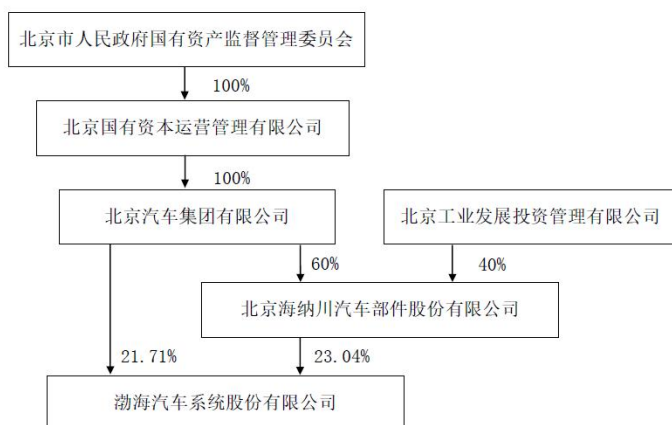 北京市人民政府国有资产监督管理委员会
100%
北京国有资本运营管理有限公司
100%
北京汽车集团有限公司
北京工业发展投资管理有限公司
60%
40%
北京海纳川汽车部件股份有限公司
21.71%
23.04%
渤海汽车系统股份有限公司